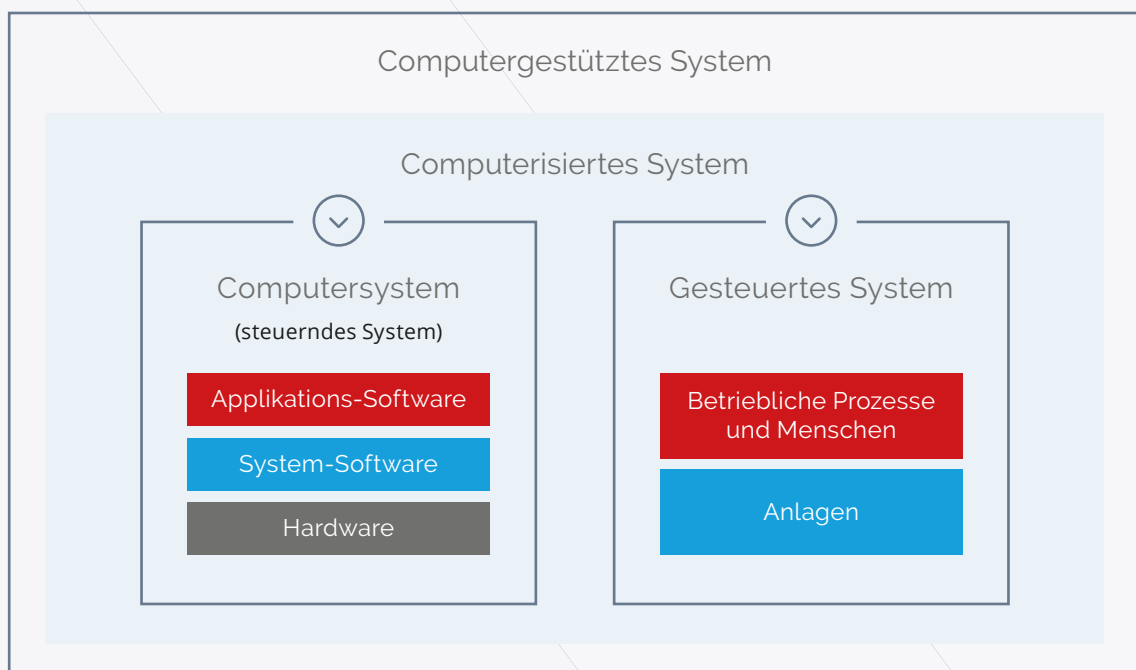 Computergestütztes System
Computerisiertes System
Computersystem
(steuerndes System)
Applikations-Software
System-Software
Hardware
Gesteuertes System
Betriebliche Prozesse
und Menschen
Anlagen